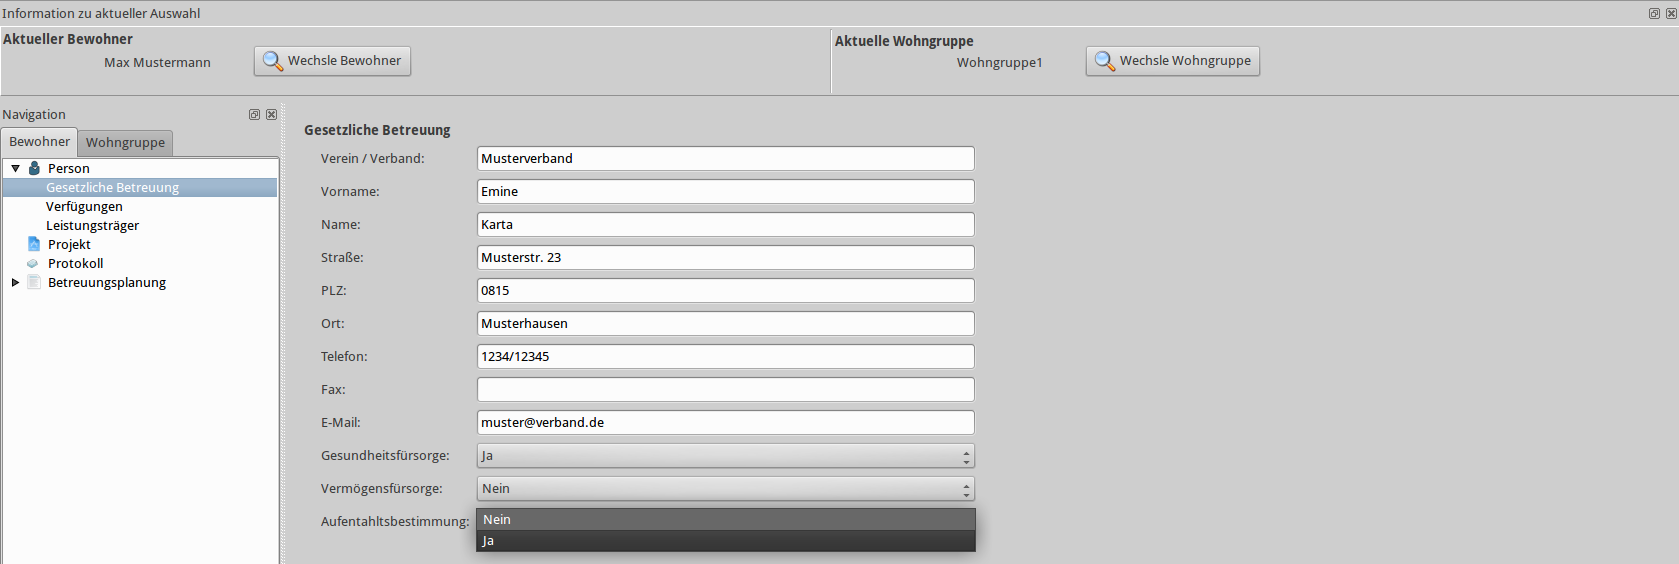 Information zu aktueller Auswahl
Aktueller Bewohner
Max Mustermann
Wechsle Bewohner
Aktuelle Wohngruppe
Wohngruppe1
Wechsle Wohngruppe
Navigation
Bewohner
Wohngruppe
Person
Gesetzliche Betreuung
Verfügungen
Leistungsträger
Projekt
Protokoll
Betreuungsplanung
Gesetzliche Betreuung
Verein / Verband: Musterverband
Vorname: Emine
Name: Karta
Straße: Musterstr. 23
PLZ: 0815
Ort: Musterhausen
Telefon: 1234/12345
Fax:
E-Mail: muster@verband.de
Gesundheitsfürsorge: Ja
Vermögensfürsorge: Nein
Aufentahltsbestimmung: Nein
Ja